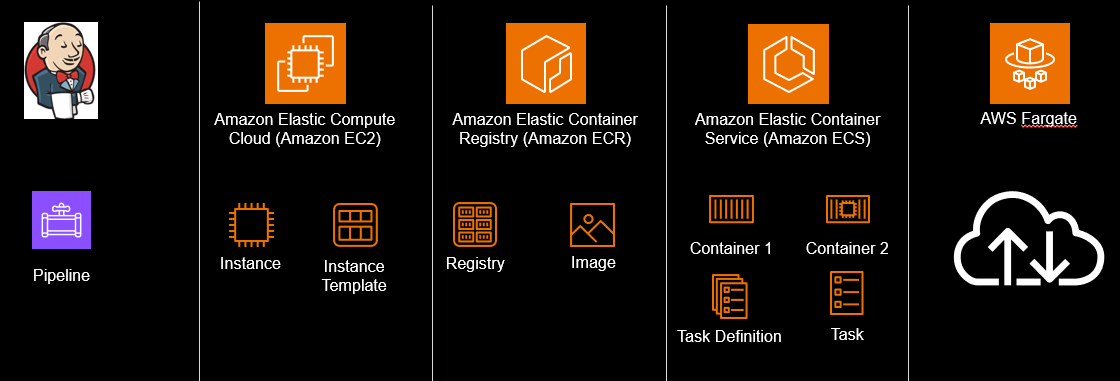 Amazon Elastic Compute
Cloud (Amazon EC2)
Amazon Elastic Container
Registry (Amazon ECR)
Amazon Elastic Container
Service (Amazon ECS)
AWS Fargate
Pipeline
Instance
Instance
Template
Registry
Image
Container 1
Container 2
Task Definition
Task